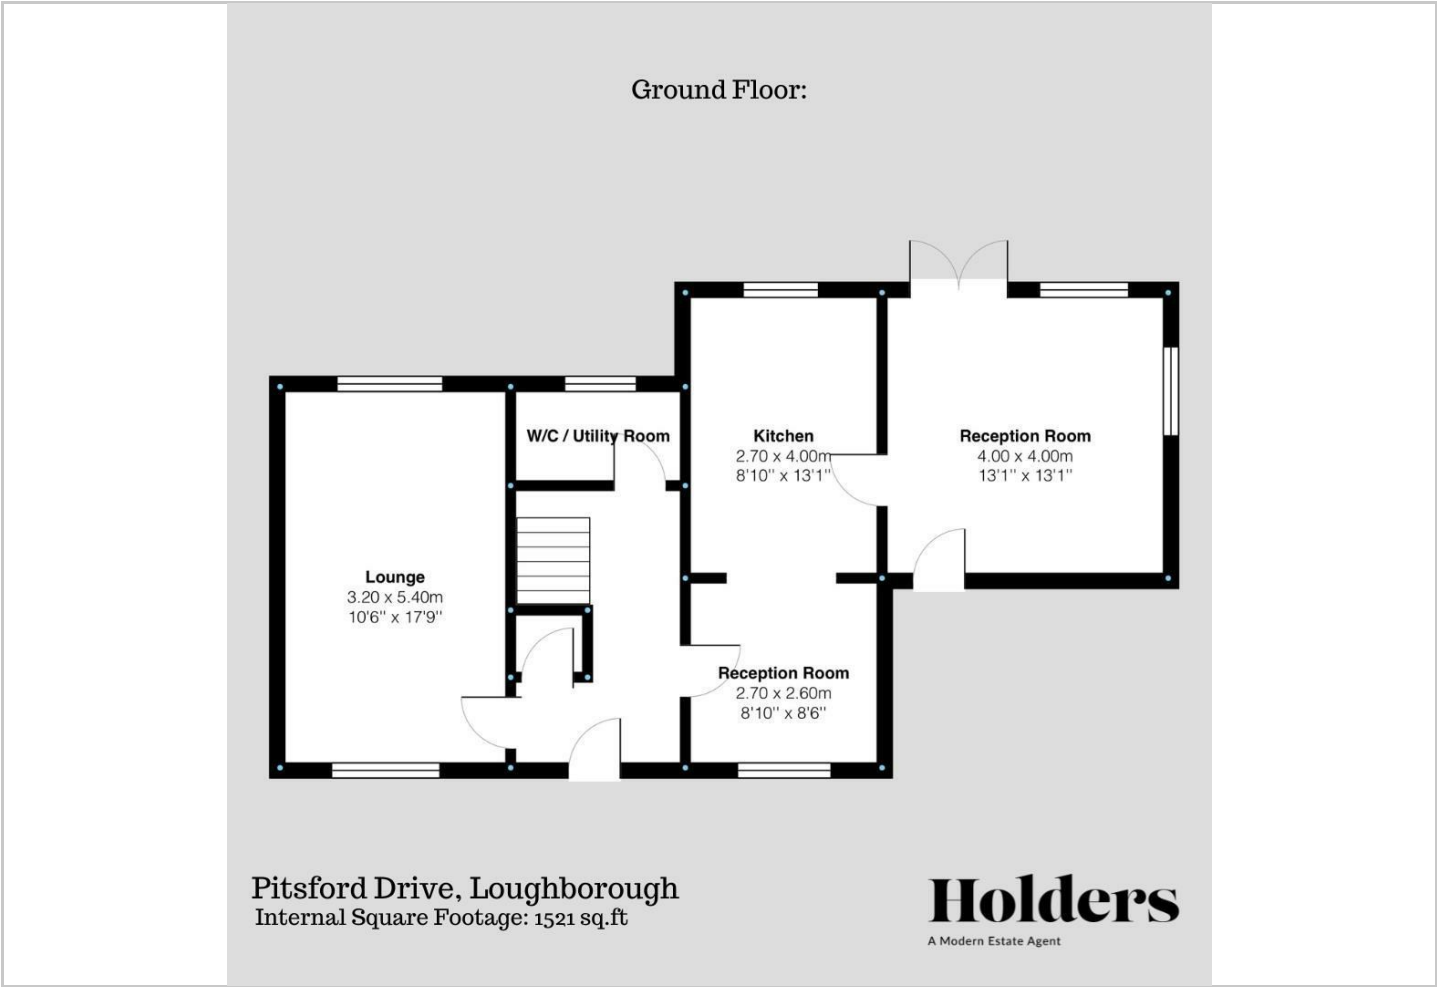 Ground Floor:
W/C / Utility Room
Kitchen
2.70 x 4.00m
8'10" x 13'1"
Reception Room
4.00 x 4.00m
13'1" x 13'1"
Lounge
3.20 x 5.40m
10'6" x 17'9"
Reception Room
2.70 x 2.60m
8'10" x 8'6"
Pitsford Drive, Loughborough
Internal Square Footage: 1521 sq.ft
Holders
A Modern Estate Agent